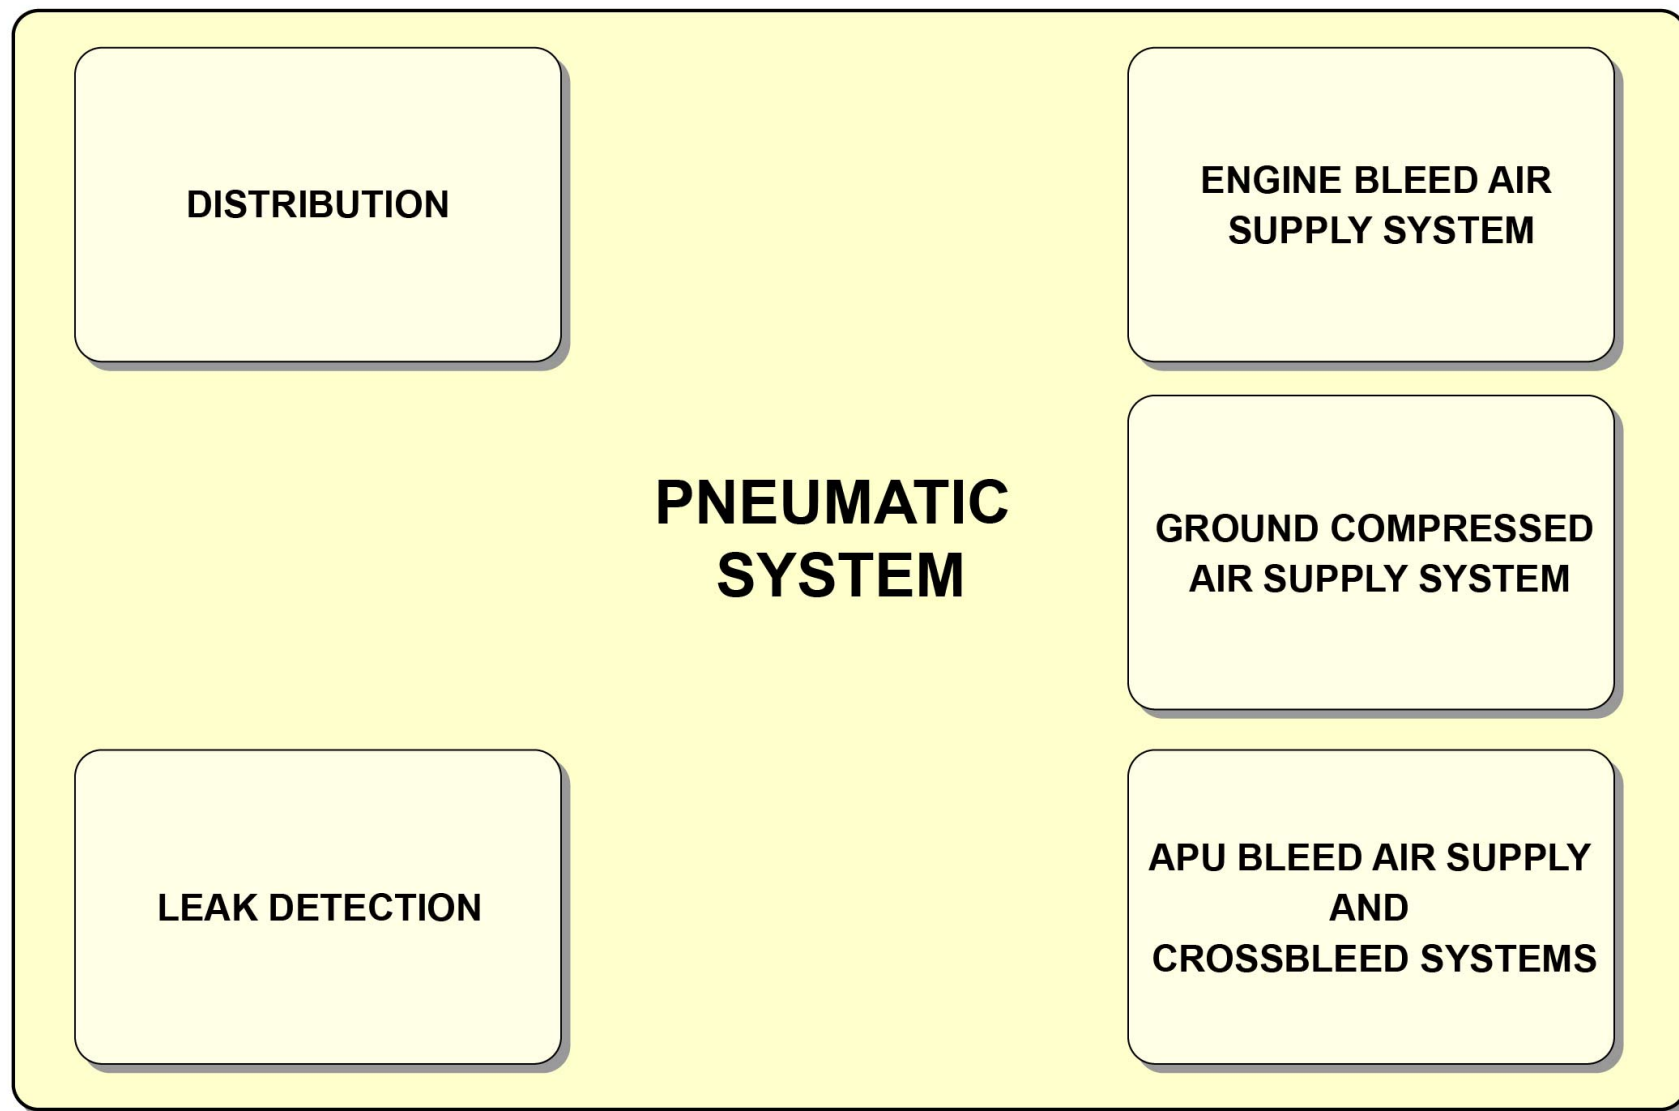 DISTRIBUTION
ENGINE BLEED AIR
SUPPLY SYSTEM
PNEUMATIC
SYSTEM
GROUND COMPRESSED
AIR SUPPLY SYSTEM
LEAK DETECTION
APU BLEED AIR SUPPLY
AND
CROSSBLEED SYSTEMS